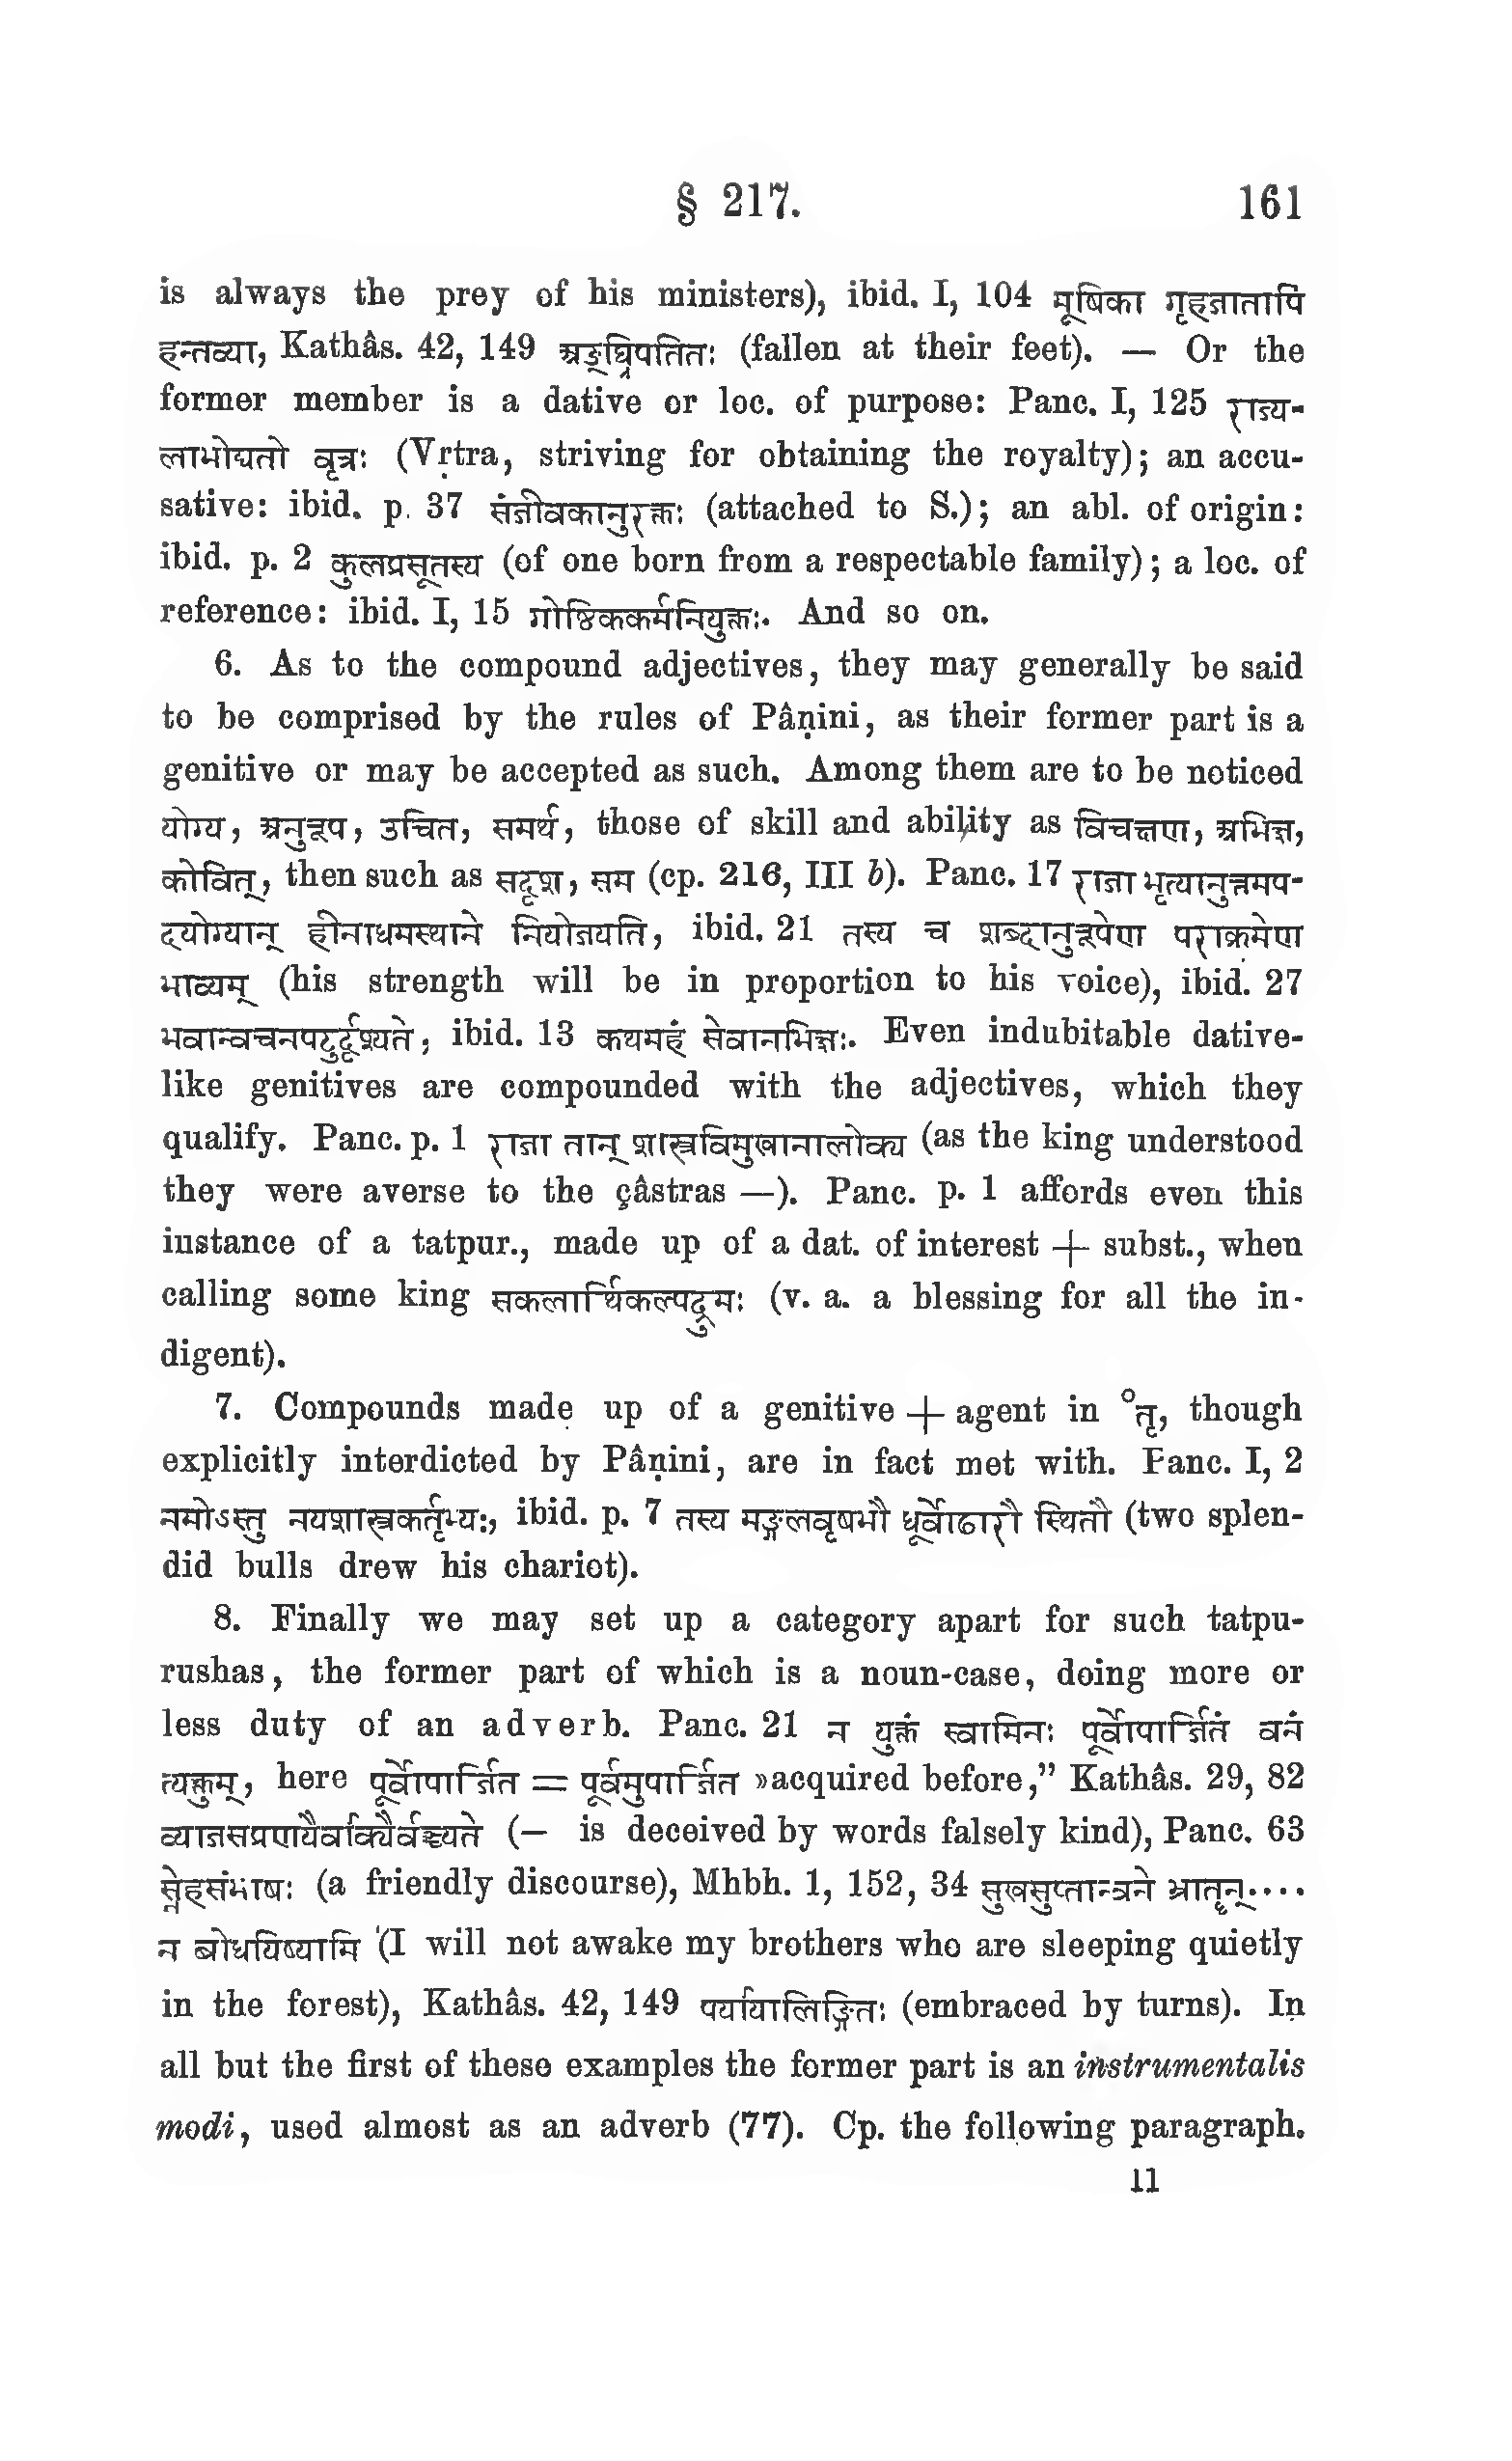 § 217. 161
is always the prey of his ministers), ibid. I, 104 मूषिका गृहजातापि
हन्तव्या, Kathâs. 42, 149 अङ्घ्रिपतितः (fallen at their feet). — Or the
former member is a dative or loc. of purpose: Panc. I, 125 राज्य-
लाभोद्यतो वृत्रः (Vṛtra, striving for obtaining the royalty); an accu-
sative: ibid. p. 37 संजीवकानुरक्तः (attached to S.); an abl. of origin:
ibid. p. 2 कुलप्रसूतस्य (of one born from a respectable family); a loc. of
reference: ibid. I, 15 गोष्ठिककर्मनियुक्तः. And so on.
6. As to the compound adjectives, they may generally be said
to be comprised by the rules of Pâṇini, as their former part is a
genitive or may be accepted as such. Among them are to be noticed
योग्य, अनुरूप, उचित, समर्थ, those of skill and ability as विचक्षण, अभिज्ञ,
कोवित्, then such as सदृश, सम (cp. 216, III b). Panc. 17 राजा भृत्यानुत्तमप-
दयोग्यान् हीनाधमस्थाने नियोजयति, ibid. 21 तस्य च शब्दानुरूपेण पराक्रमेण
भाव्यम् (his strength will be in proportion to his voice), ibid. 27
भवान्वचनपटुर्दृश्यते, ibid. 13 कथमहं सेवानभिज्ञः. Even indubitable dative-
like genitives are compounded with the adjectives, which they
qualify. Panc. p. 1 राजा तान् शास्त्रविमुखानालोक्य (as the king understood
they were averse to the çâstras —). Panc. p. 1 affords even this
instance of a tatpur., made up of a dat. of interest + subst., when
calling some king सकलार्थिकल्पद्रुमः (v. a. a blessing for all the in-
digent).
7. Compounds made up of a genitive + agent in °तृ, though
explicitly interdicted by Pâṇini, are in fact met with. Panc. I, 2
नमोऽस्तु नयशास्त्रकर्तृभ्यः, ibid. p. 7 तस्य मङ्गलवृषभौ धूर्वोढारौ स्थितौ (two splen-
did bulls drew his chariot).
8. Finally we may set up a category apart for such tatpu-
rushas, the former part of which is a noun-case, doing more or
less duty of an adverb. Panc. 21 न युक्तं स्वामिनः पूर्वोपार्जितं वनं
त्यक्तुम्, here पूर्वोपार्जित = पूर्वमुपार्जित »acquired before,” Kathâs. 29, 82
व्याजसप्रणयैर्वाक्यैर्वञ्च्यते (— is deceived by words falsely kind), Panc. 63
स्नेहसंभाषः (a friendly discourse), Mhbh. 1, 152, 34 सुखसुप्तान्वने भ्रातॄन्....
न बोधयिष्यामि (I will not awake my brothers who are sleeping quietly
in the forest), Kathâs. 42, 149 पर्यायालिङ्गितः (embraced by turns). In
all but the first of these examples the former part is an instrumentalis
modi, used almost as an adverb (77). Cp. the following paragraph.
11